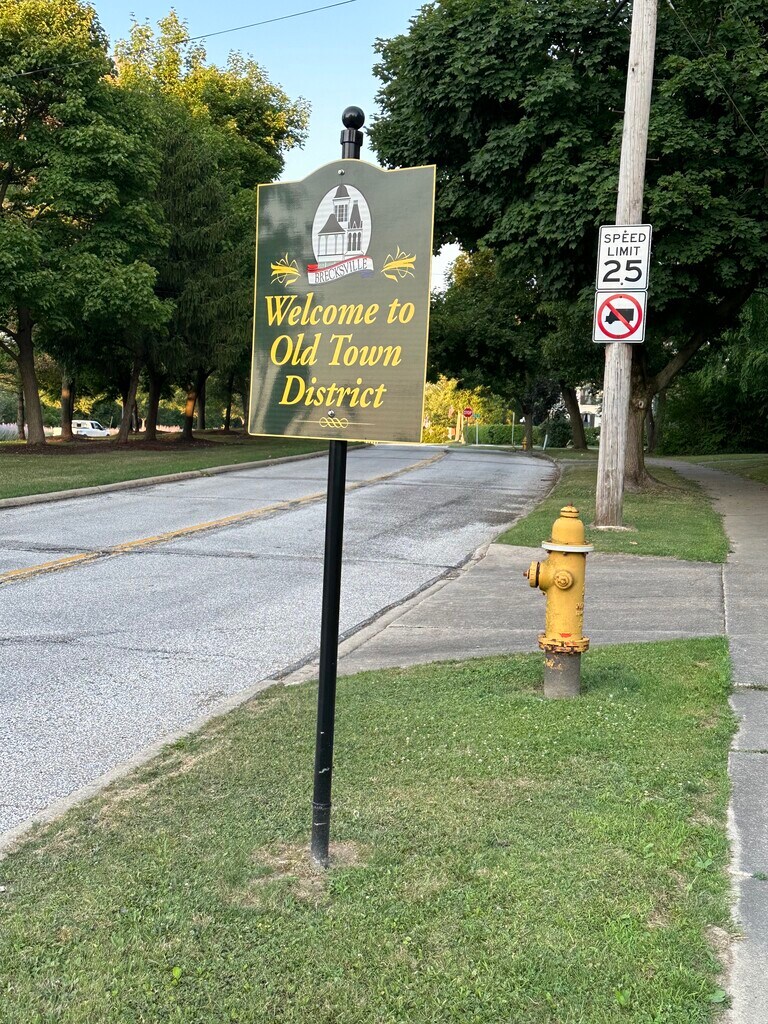 BRECKSVILLE
Welcome to
Old Town
District
SPEED
LIMIT
25